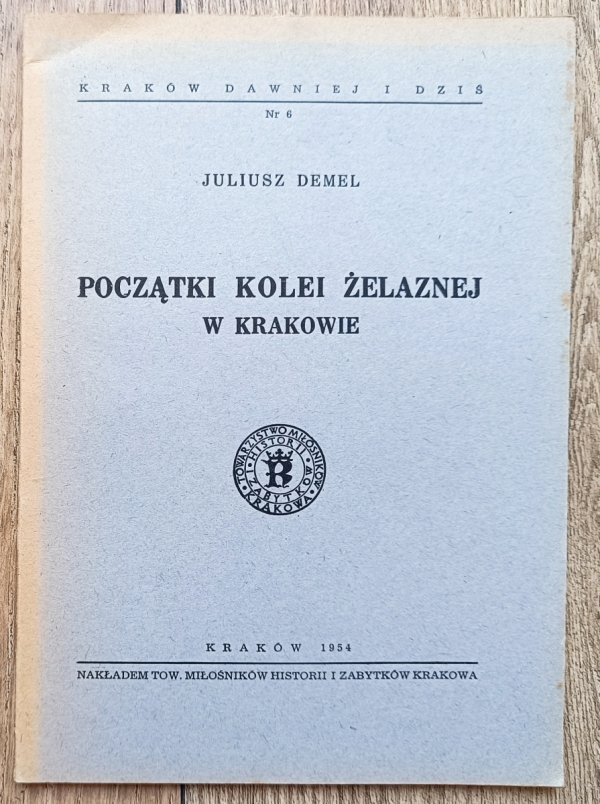 KRAKÓW DAWNIEJ I DZIŚ
Nr 6
JULIUSZ DEMEL
POCZĄTKI KOLEI ŻELAZNEJ
W KRAKOWIE
TOWARZYSTWO MIŁOŚNIKÓW
HISTORII I ZABYTKÓW
KRAKOWA
KRAKÓW 1954
NAKŁADEM TOW. MIŁOŚNIKÓW HISTORII I ZABYTKÓW KRAKOWA